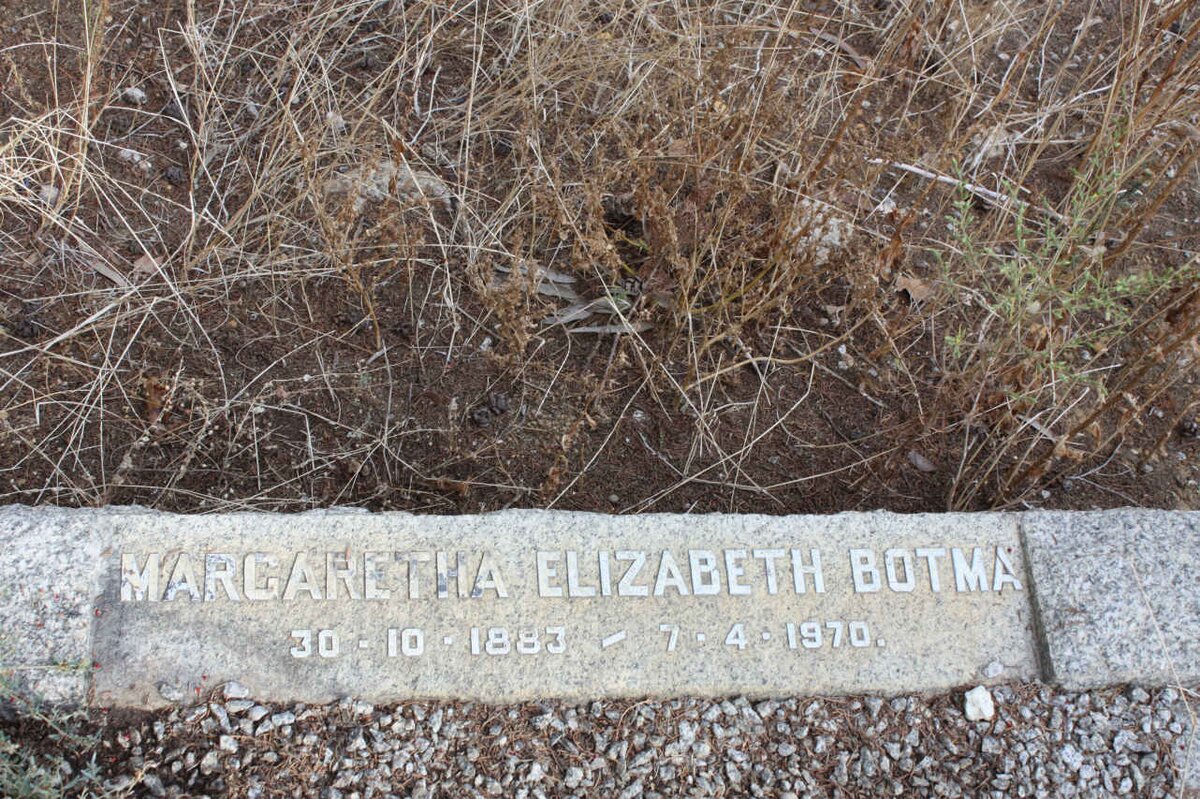 MARGARETHA ELIZABETH BOTMA
30 · 10 · 1883 – 7 · 4 · 1970.